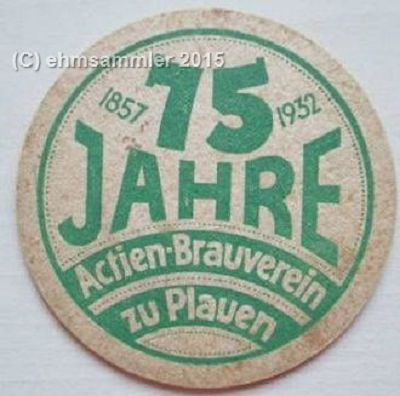 (C) ehmsammler 2015
75
1857 1932
JAHRE
Actien-Brauverein
zu Plauen